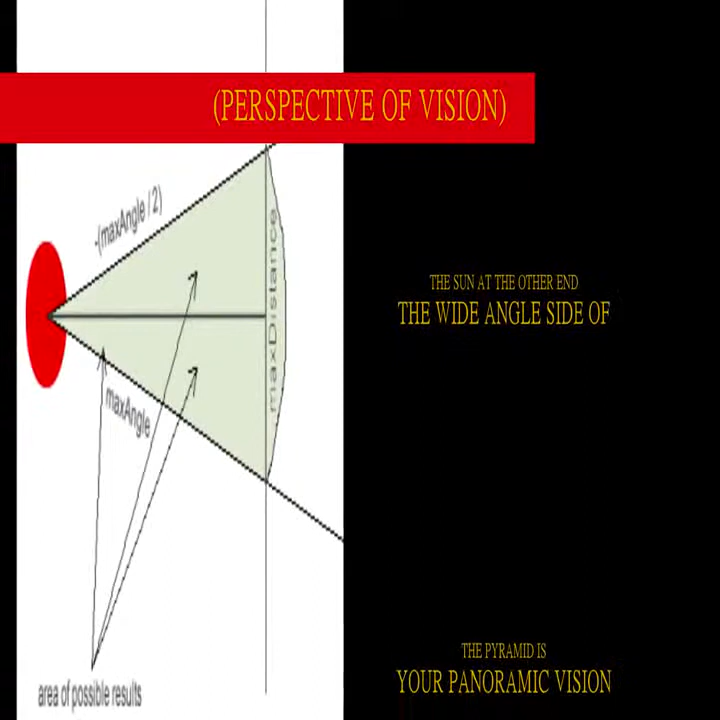 (PERSPECTIVE OF VISION)
-(maxAngle / 2)
maxDistance
maxAngle
area of possible results
THE SUN AT THE OTHER END
THE WIDE ANGLE SIDE OF
THE PYRAMID IS
YOUR PANORAMIC VISION